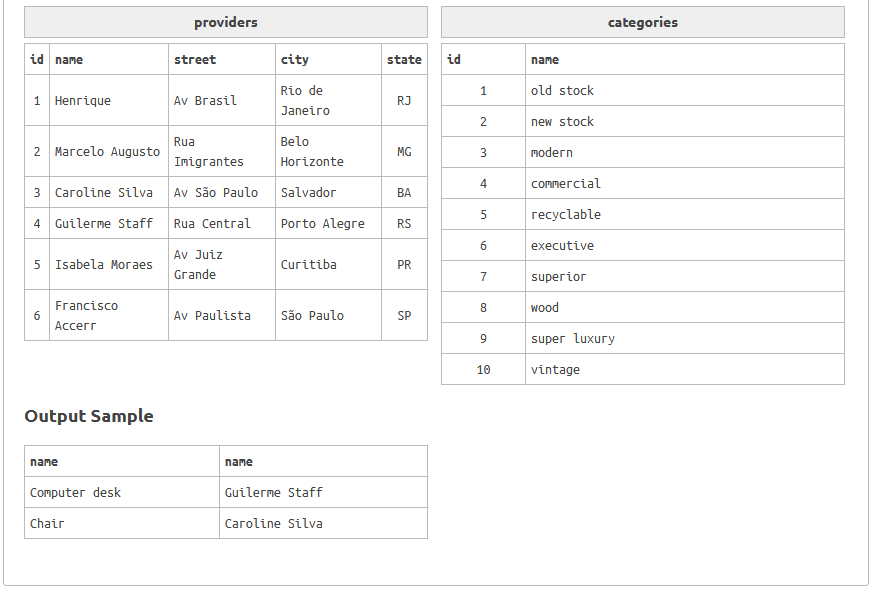 providers
id name street city state
1 Henrique Av Brasil Rio de Janeiro RJ
2 Marcelo Augusto Rua Imigrantes Belo Horizonte MG
3 Caroline Silva Av São Paulo Salvador BA
4 Guilerme Staff Rua Central Porto Alegre RS
5 Isabela Moraes Av Juiz Grande Curitiba PR
6 Francisco Accerr Av Paulista São Paulo SP
categories
id name
1 old stock
2 new stock
3 modern
4 commercial
5 recyclable
6 executive
7 superior
8 wood
9 super luxury
10 vintage
Output Sample
name name
Computer desk Guilerme Staff
Chair Caroline Silva